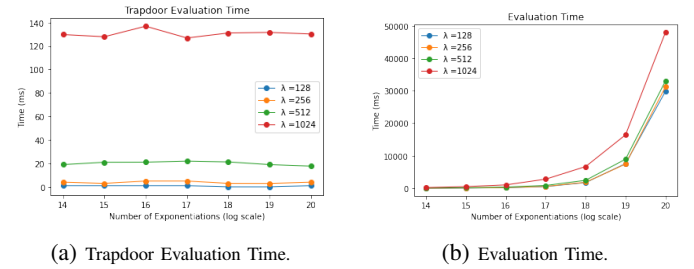 Trapdoor Evaluation Time
140
120
100
80
60
40
20
0
Time (ms)
λ =128
λ =256
λ =512
λ =1024
14 15 16 17 18 19 20
Number of Exponentiations (log scale)
(a) Trapdoor Evaluation Time.
Evaluation Time
50000
40000
30000
20000
10000
0
Time (ms)
λ =128
λ =256
λ =512
λ =1024
14 15 16 17 18 19 20
Number of Exponentiations (log scale)
(b) Evaluation Time.